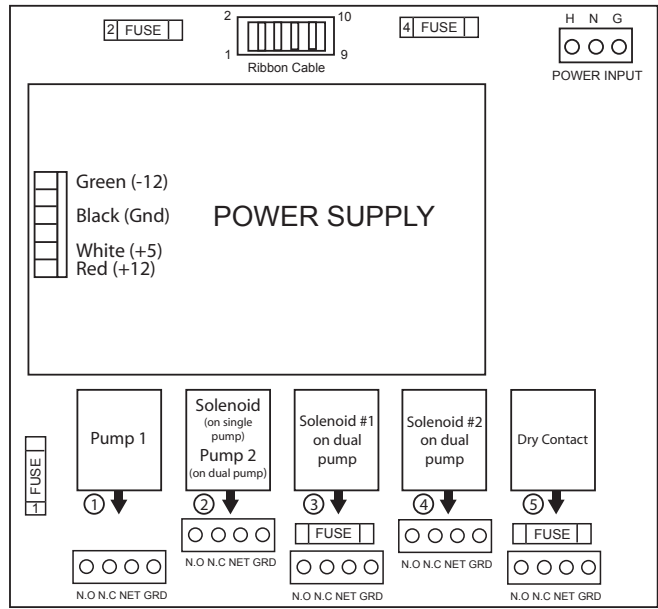 2 FUSE
2 10
1 9
Ribbon Cable
4 FUSE
H N G
POWER INPUT
Green (-12)
Black (Gnd)
White (+5)
Red (+12)
POWER SUPPLY
1 FUSE
Pump 1
1
Solenoid
(on single
pump)
Pump 2
(on dual pump)
2
Solenoid #1
on dual
pump
3
Solenoid #2
on dual
pump
4
Dry Contact
5
N.O N.C NET GRD
N.O N.C NET GRD
FUSE
N.O N.C NET GRD
N.O N.C NET GRD
FUSE
N.O N.C NET GRD